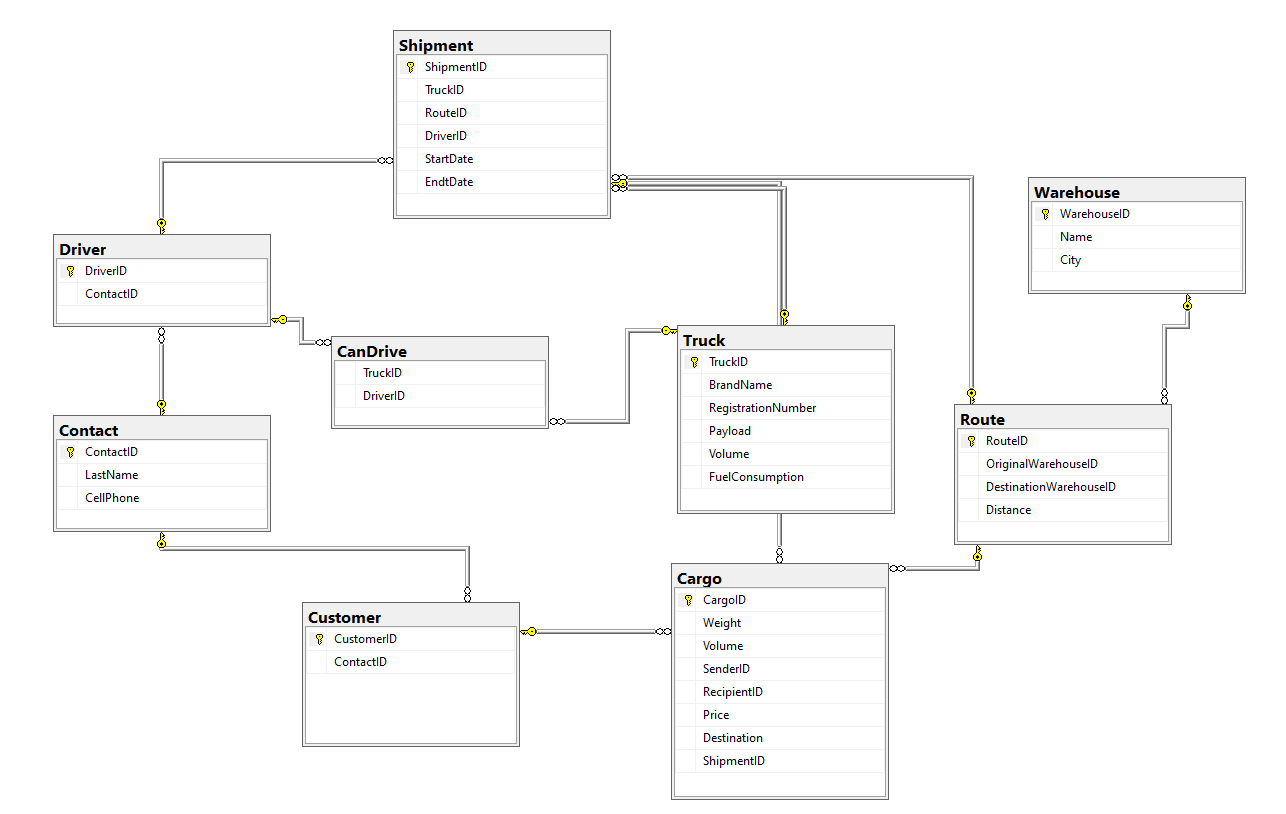 Shipment
ShipmentID
TruckID
RouteID
DriverID
StartDate
EndtDate
Warehouse
WarehouseID
Name
City
Driver
DriverID
ContactID
CanDrive
TruckID
DriverID
Truck
TruckID
BrandName
RegistrationNumber
Payload
Volume
FuelConsumption
Route
RouteID
OriginalWarehouseID
DestinationWarehouseID
Distance
Contact
ContactID
LastName
CellPhone
Customer
CustomerID
ContactID
Cargo
CargoID
Weight
Volume
SenderID
RecipientID
Price
Destination
ShipmentID